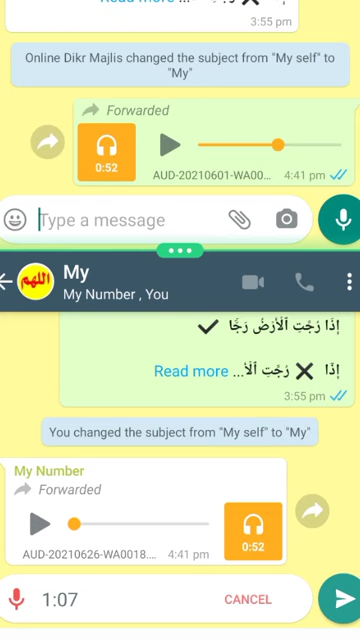 3:55 pm
Online Dikr Majlis changed the subject from "My self" to
"My"
Forwarded
0:52
AUD-20210601-WA00...
4:41 pm
Type a message
اللهم
My
My Number , You
إِذَا رُجَّتِ ٱلْأَرْضُ رَجًّا ✔
إِذَا ✖ رُجَّتِ ٱلْأَ... Read more
3:55 pm
You changed the subject from "My self" to "My"
My Number
Forwarded
AUD-20210626-WA0018....
4:41 pm
0:52
1:07
CANCEL